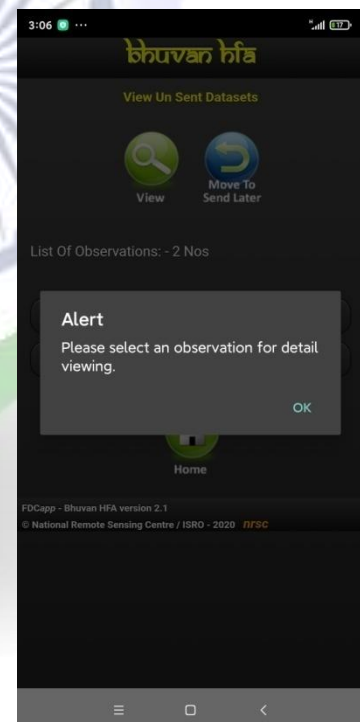 3:06 ···
17
bhuvan hfa
View Un Sent Datasets
View
Move To
Send Later
List Of Observations: - 2 Nos
Alert
Please select an observation for detail
viewing.
OK
Home
FDCapp - Bhuvan HFA version 2.1
© National Remote Sensing Centre / ISRO - 2020 nrsc